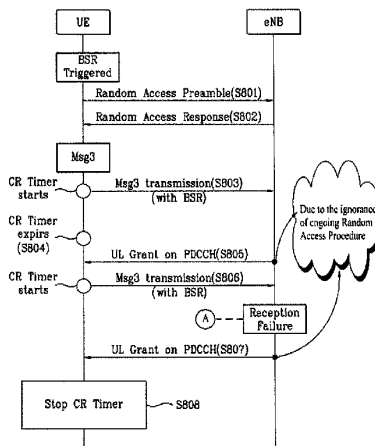 UE
eNB
BSR
Triggered
Random Access Preamble(S801)
Random Access Response(S802)
Msg3
CR Timer
starts
Msg3 transmission(S803)
(with BSR)
Due to the ignorance
of ongoing Random
Access Procedure
CR Timer
expirs
(S804)
UL Grant on PDCCH(S805)
CR Timer
starts
Msg3 transmission(S806)
(with BSR)
A
Reception
Failure
UL Grant on PDCCH(S807)
Stop CR Timer
S808